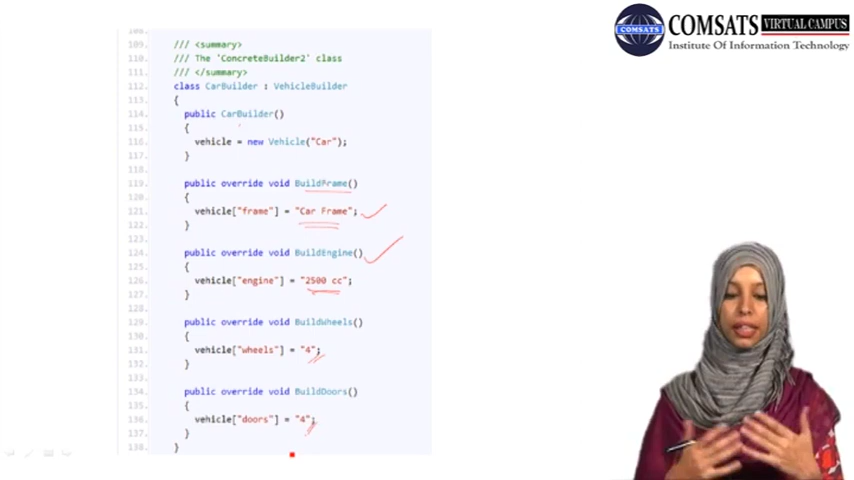 COMSATS VIRTUAL CAMPUS
COMSATS
Institute Of Information Technology
108.
109. /// <summary>
110. /// The 'ConcreteBuilder2' class
111. /// </summary>
112. class CarBuilder : VehicleBuilder
113. {
114. public CarBuilder()
115. {
116. vehicle = new Vehicle("Car");
117. }
118.
119. public override void BuildFrame()
120. {
121. vehicle["frame"] = "Car Frame";
122. }
123.
124. public override void BuildEngine()
125. {
126. vehicle["engine"] = "2500 cc";
127. }
128.
129. public override void BuildWheels()
130. {
131. vehicle["wheels"] = "4";
132. }
133.
134. public override void BuildDoors()
135. {
136. vehicle["doors"] = "4";
137. }
138. }